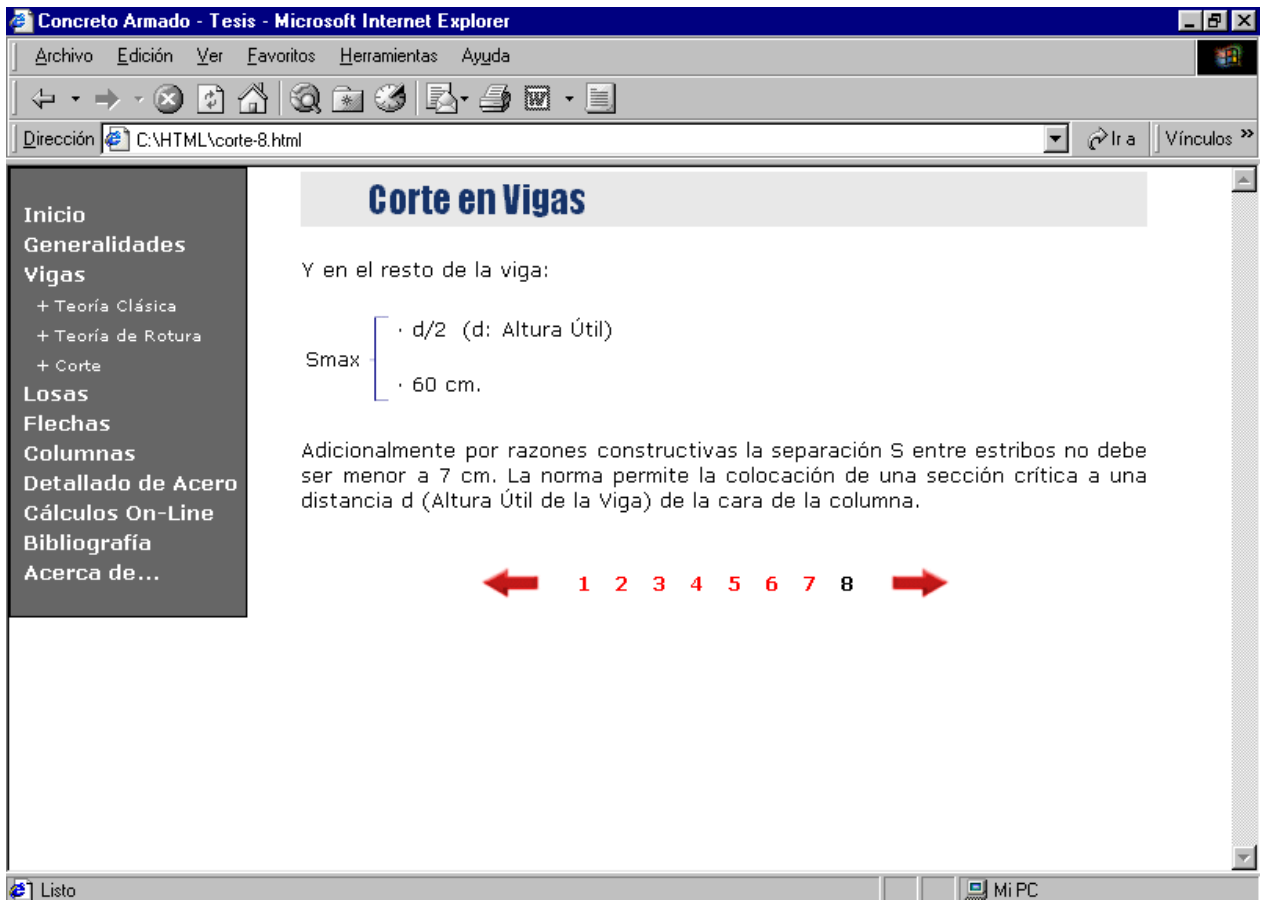 Concreto Armado - Tesis - Microsoft Internet Explorer
Archivo Edición Ver Favoritos Herramientas Ayuda
Dirección C:\HTML\corte-8.html Ir a Vínculos »
Inicio
Generalidades
Vigas
+ Teoría Clásica
+ Teoría de Rotura
+ Corte
Losas
Flechas
Columnas
Detallado de Acero
Cálculos On-Line
Bibliografía
Acerca de...
Corte en Vigas
Y en el resto de la viga:
· d/2 (d: Altura Útil)
Smax
· 60 cm.
Adicionalmente por razones constructivas la separación S entre estribos no debe
ser menor a 7 cm. La norma permite la colocación de una sección crítica a una
distancia d (Altura Útil de la Viga) de la cara de la columna.
1 2 3 4 5 6 7 8
Listo Mi PC